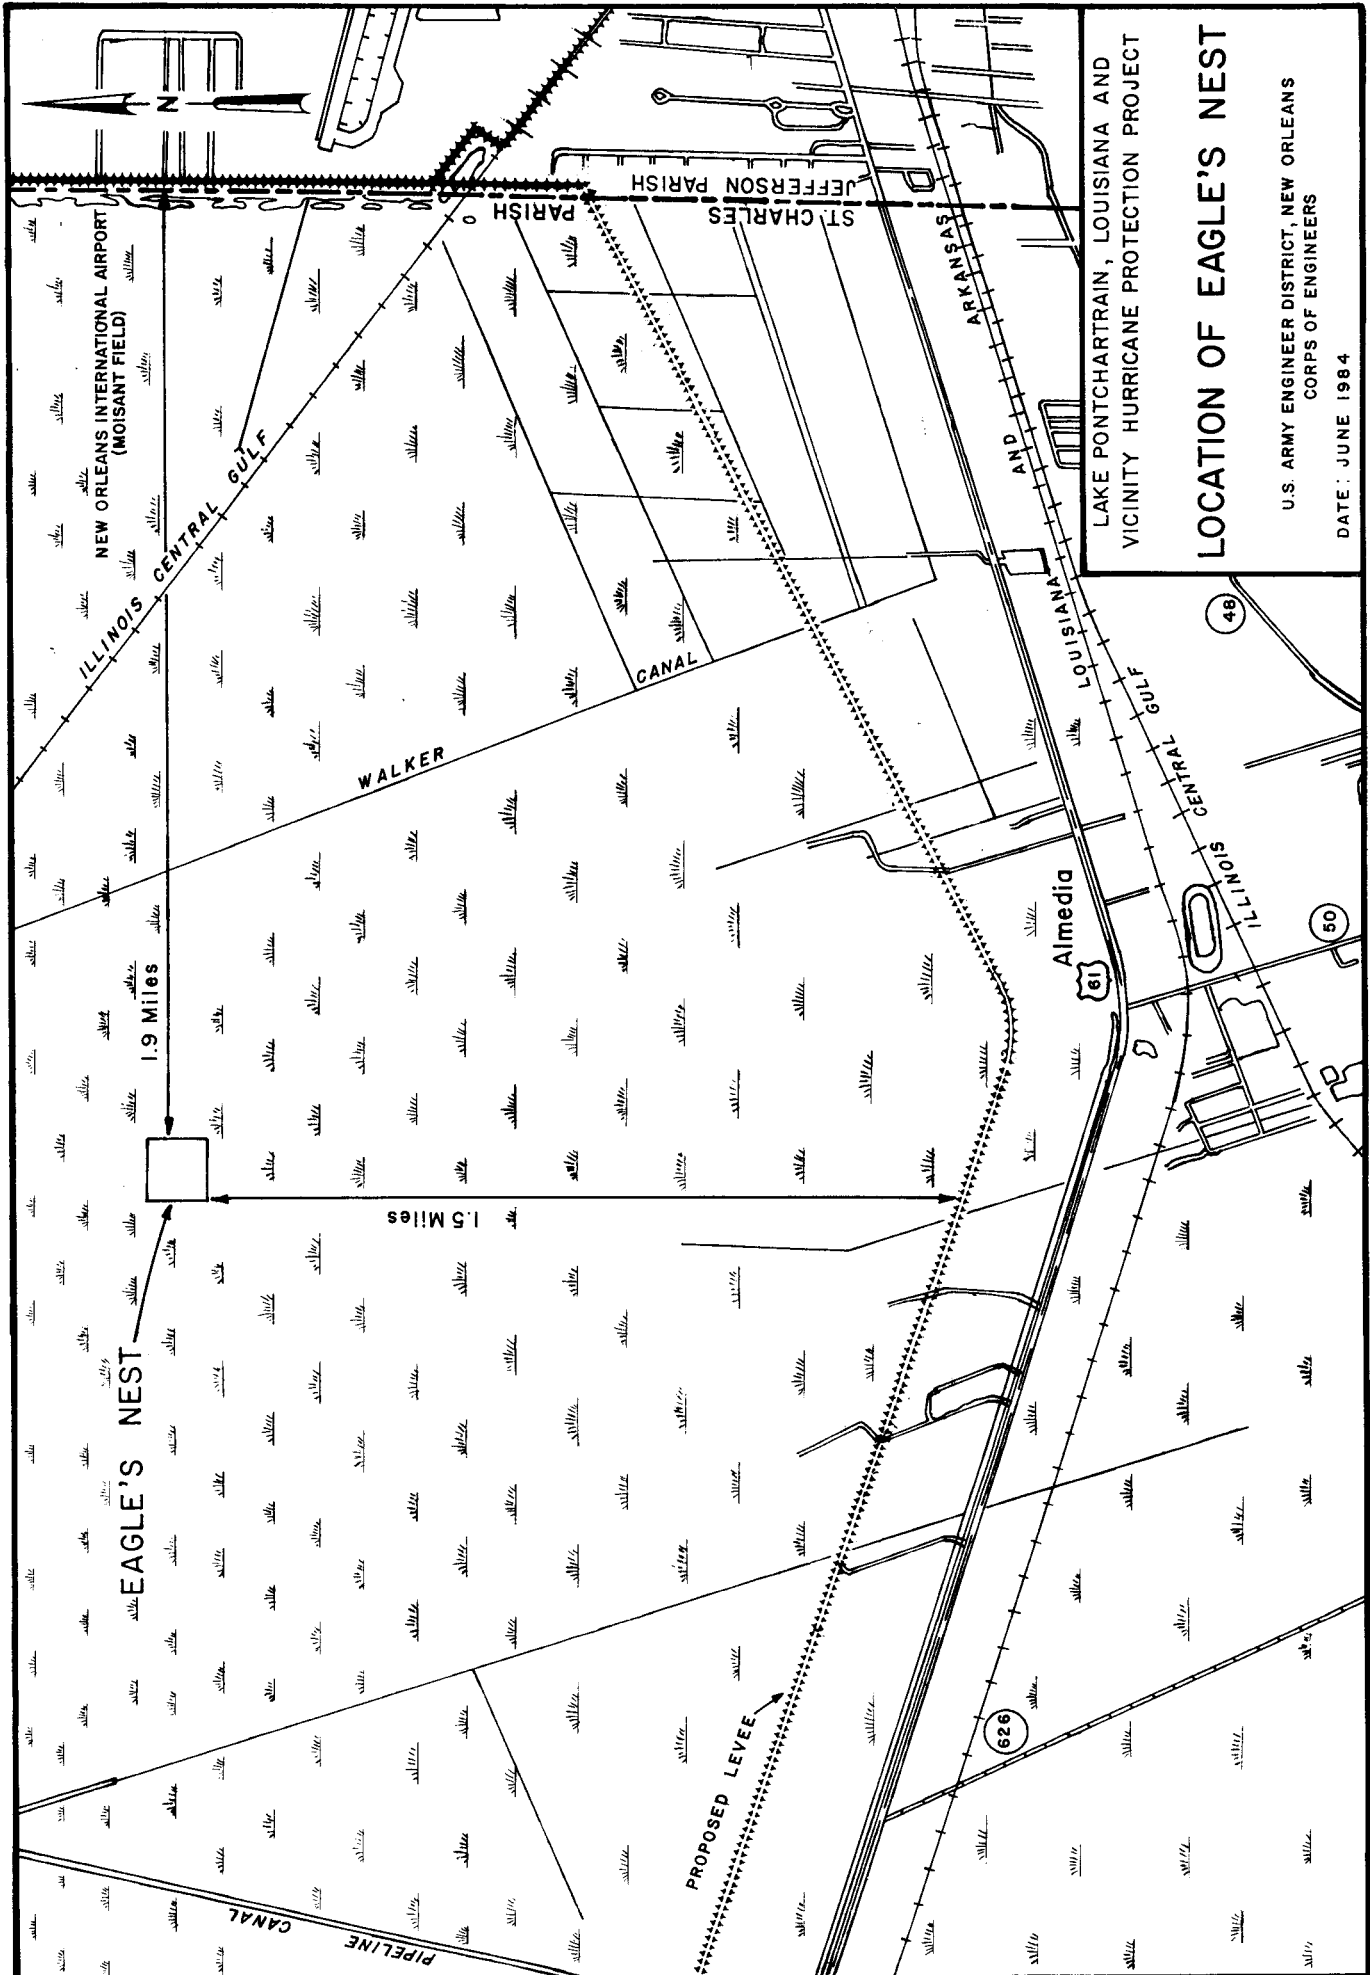 NEW ORLEANS INTERNATIONAL AIRPORT
(MOISANT FIELD)
N
ILLINOIS CENTRAL GULF
ST. CHARLES PARISH
JEFFERSON PARISH
WALKER CANAL
1.9 Miles
EAGLE'S NEST
1.5 Miles
PIPELINE CANAL
PROPOSED LEVEE
Almedia
61
626
50
48
LOUISIANA AND ARKANSAS
ILLINOIS CENTRAL GULF
LAKE PONTCHARTRAIN, LOUISIANA AND
VICINITY HURRICANE PROTECTION PROJECT
LOCATION OF EAGLE'S NEST
U.S. ARMY ENGINEER DISTRICT, NEW ORLEANS
CORPS OF ENGINEERS
DATE: JUNE 1984